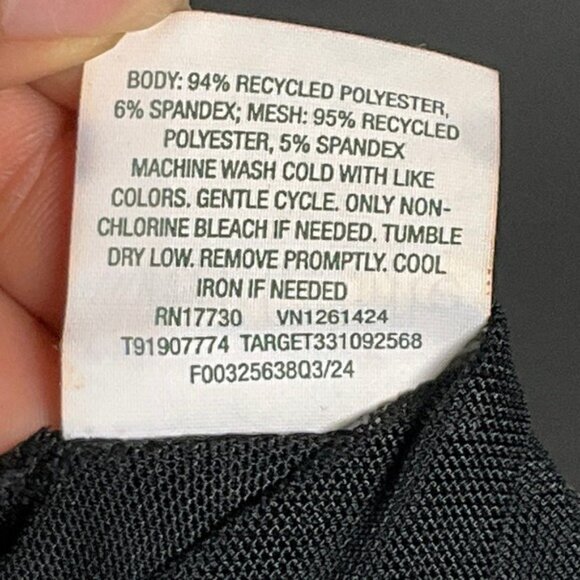 BODY: 94% RECYCLED POLYESTER,
6% SPANDEX; MESH: 95% RECYCLED
POLYESTER, 5% SPANDEX
MACHINE WASH COLD WITH LIKE
COLORS. GENTLE CYCLE. ONLY NON-
CHLORINE BLEACH IF NEEDED. TUMBLE
DRY LOW. REMOVE PROMPTLY. COOL
IRON IF NEEDED
RN17730 VN1261424
T91907774 TARGET331092568
F00325638Q3/24